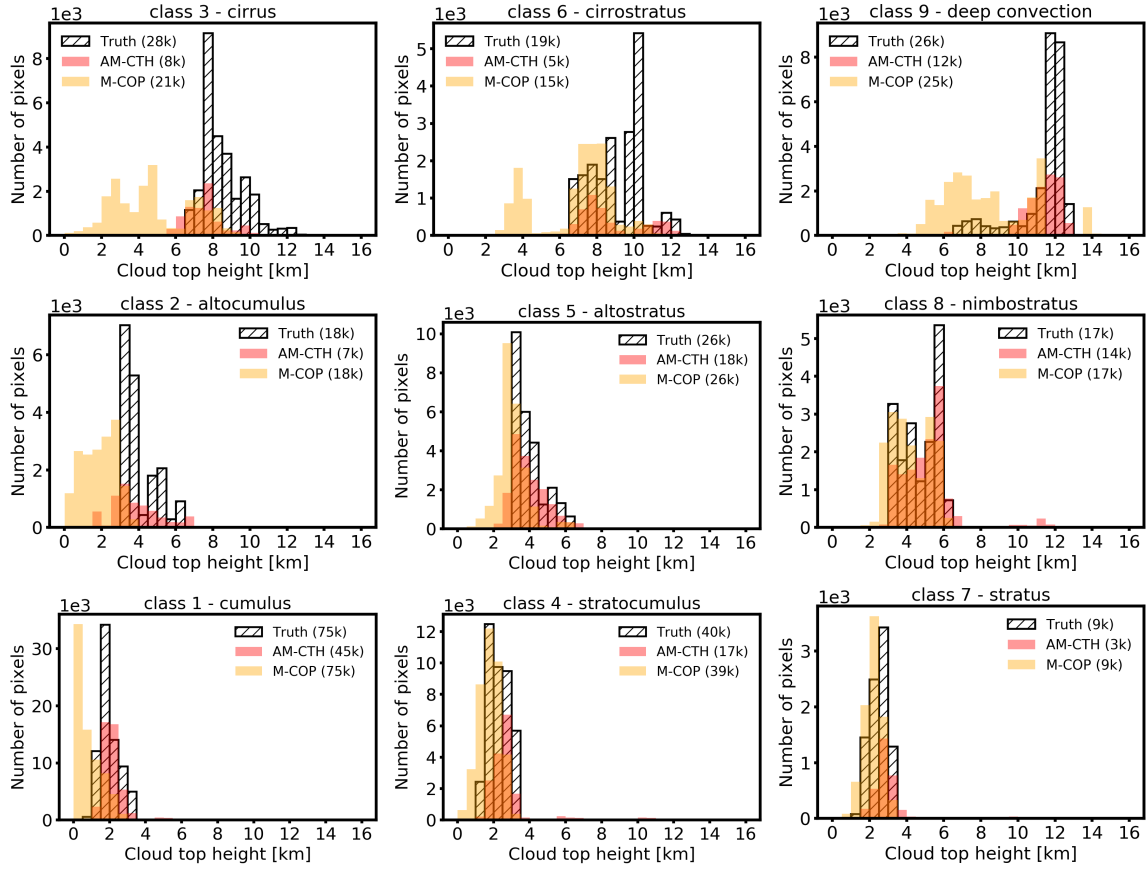 class 3 - cirrus
1e3
Number of pixels
8
6
4
2
0
Truth (28k)
AM-CTH (8k)
M-COP (21k)
0 2 4 6 8 10 12 14 16
Cloud top height [km]
class 6 - cirrostratus
1e3
Number of pixels
5
4
3
2
1
0
Truth (19k)
AM-CTH (5k)
M-COP (15k)
0 2 4 6 8 10 12 14 16
Cloud top height [km]
class 9 - deep convection
1e3
Number of pixels
8
6
4
2
0
Truth (26k)
AM-CTH (12k)
M-COP (25k)
0 2 4 6 8 10 12 14 16
Cloud top height [km]
class 2 - altocumulus
1e3
Number of pixels
6
4
2
0
Truth (18k)
AM-CTH (7k)
M-COP (18k)
0 2 4 6 8 10 12 14 16
Cloud top height [km]
class 5 - altostratus
1e3
Number of pixels
10
8
6
4
2
0
Truth (26k)
AM-CTH (18k)
M-COP (26k)
0 2 4 6 8 10 12 14 16
Cloud top height [km]
class 8 - nimbostratus
1e3
Number of pixels
5
4
3
2
1
0
Truth (17k)
AM-CTH (14k)
M-COP (17k)
0 2 4 6 8 10 12 14 16
Cloud top height [km]
class 1 - cumulus
1e3
Number of pixels
30
20
10
0
Truth (75k)
AM-CTH (45k)
M-COP (75k)
0 2 4 6 8 10 12 14 16
Cloud top height [km]
class 4 - stratocumulus
1e3
Number of pixels
12
10
8
6
4
2
0
Truth (40k)
AM-CTH (17k)
M-COP (39k)
0 2 4 6 8 10 12 14 16
Cloud top height [km]
class 7 - stratus
1e3
Number of pixels
3
2
1
0
Truth (9k)
AM-CTH (3k)
M-COP (9k)
0 2 4 6 8 10 12 14 16
Cloud top height [km]